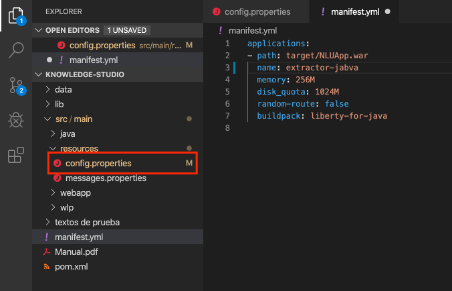 EXPLORER
OPEN EDITORS 1 UNSAVED
config.properties src/main/r... M
manifest.yml
KNOWLEDGE-STUDIO
data
lib
src / main
java
resources
config.properties M
messages.properties
webapp
wlp
textos de prueba
manifest.yml
Manual.pdf
pom.xml
1
2
config.properties
manifest.yml
manifest.yml
1 applications:
2 - path: target/NLUApp.war
3 name: extractor-jabva
4 memory: 256M
5 disk_quota: 1024M
6 random-route: false
7 buildpack: liberty-for-java
8